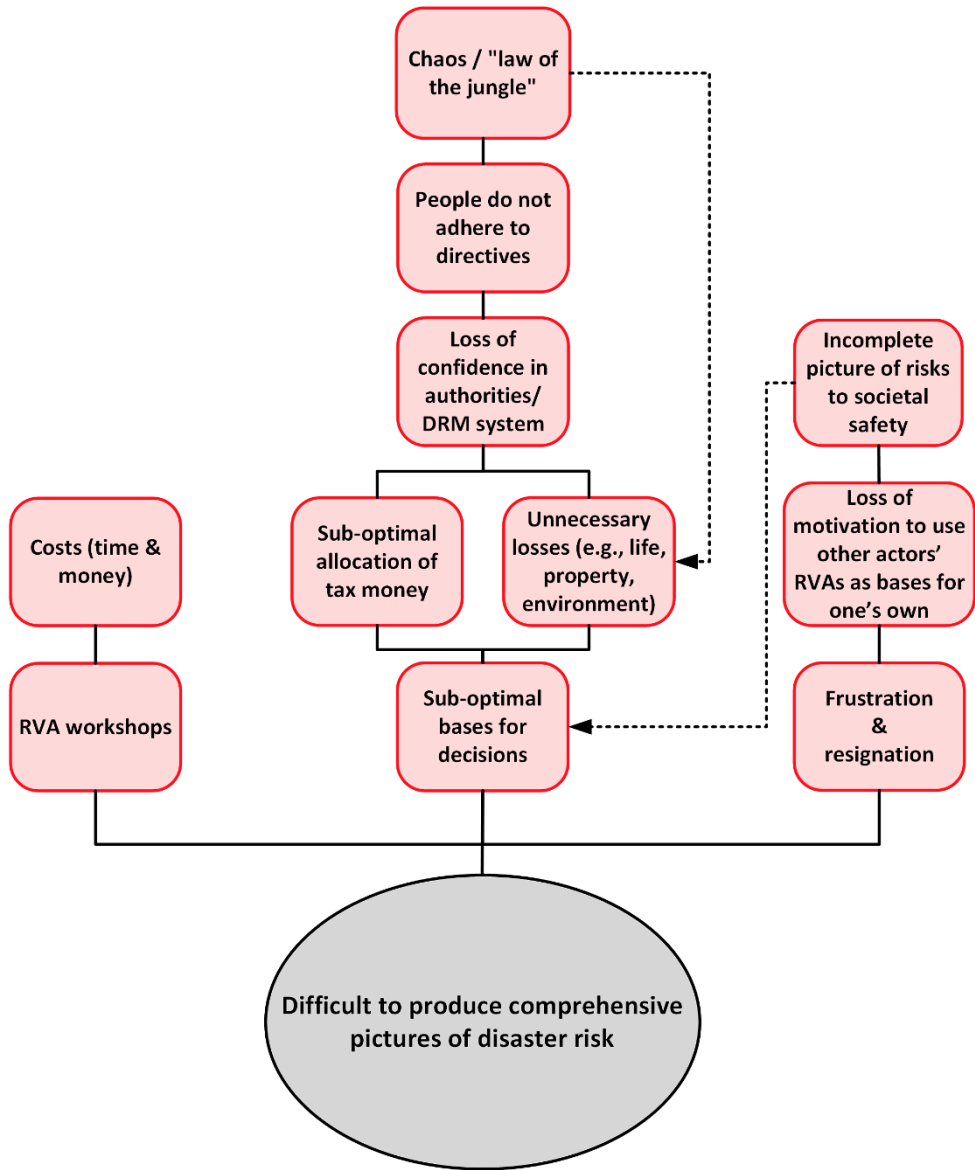 Chaos / "law of
the jungle"
People do not
adhere to
directives
Loss of
confidence in
authorities/
DRM system
Incomplete
picture of risks
to societal
safety
Costs (time &
money)
Sub-optimal
allocation of
tax money
Unnecessary
losses (e.g., life,
property,
environment)
Loss of
motivation to use
other actors’
RVAs as bases for
one’s own
RVA workshops
Sub-optimal
bases for
decisions
Frustration
&
resignation
Difficult to produce comprehensive
pictures of disaster risk